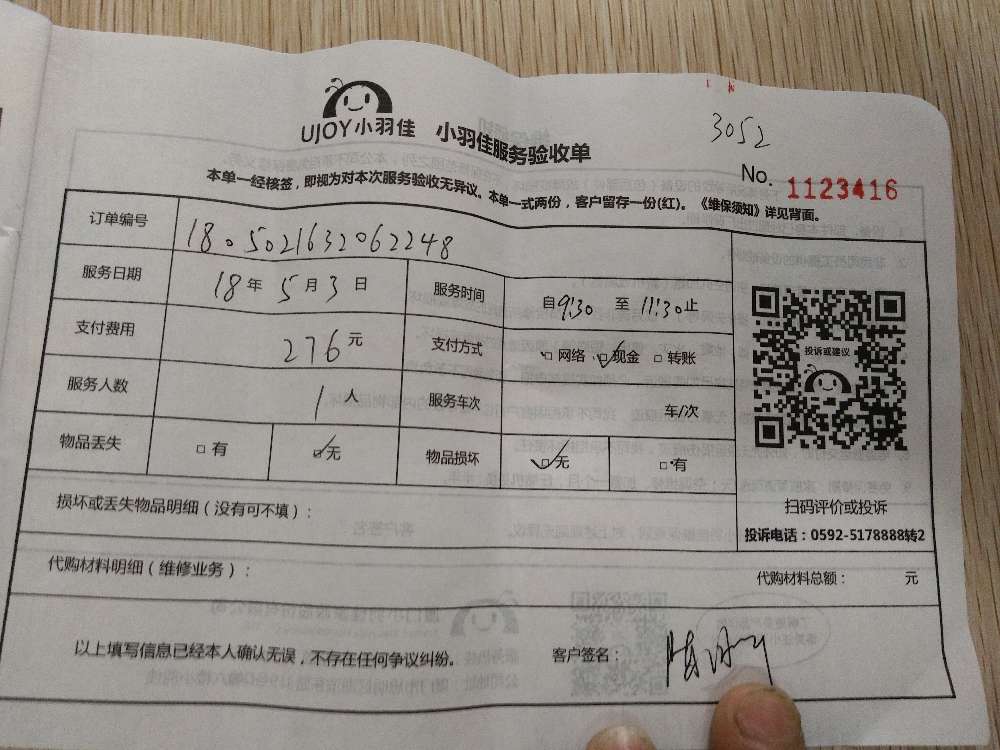 3052
UJOY小羽佳 小羽佳服务验收单
No. 1123416
本单一经核签，即视为对本次服务验收无异议。本单一式两份，客户留存一份(红)。《维保须知》详见背面。
订单编号 1805021632062248
服务日期 18年5月3日 服务时间 自9:30 至 11:30止
支付费用 276元 支付方式 网络 现金 转账
服务人数 1人 服务车次 车/次
物品丢失 有 无 物品损坏 无 有
投诉或建议
扫码评价或投诉
投诉电话：0592-5178888转2
损坏或丢失物品明细（没有可不填）：
代购材料明细（维修业务）： 代购材料总额： 元
以上填写信息已经本人确认无误，不存在任何争议纠纷。 客户签名：